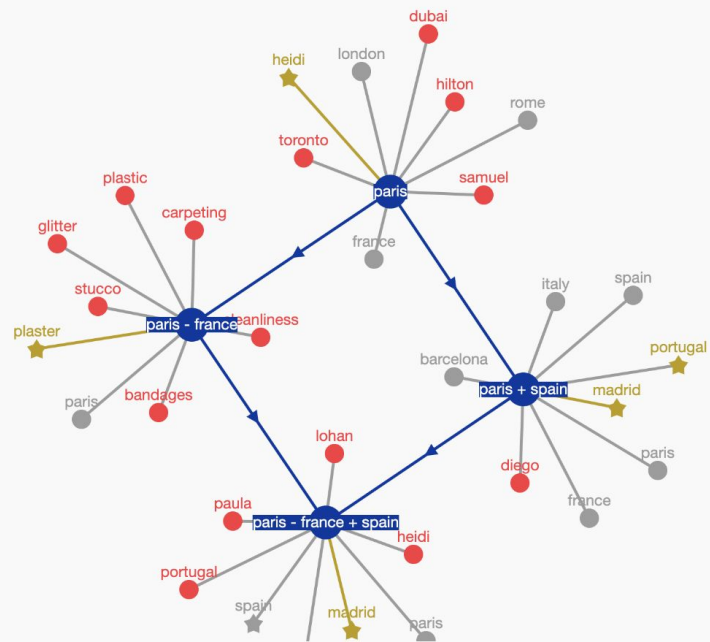 dubai
london
heidi
hilton
rome
toronto
samuel
paris
plastic
carpeting
france
glitter
italy
spain
stucco
paris - france
cleanliness
plaster
portugal
barcelona
paris + spain
madrid
paris
bandages
lohan
diego
paris
france
paula
paris - france + spain
heidi
portugal
spain
madrid
paris